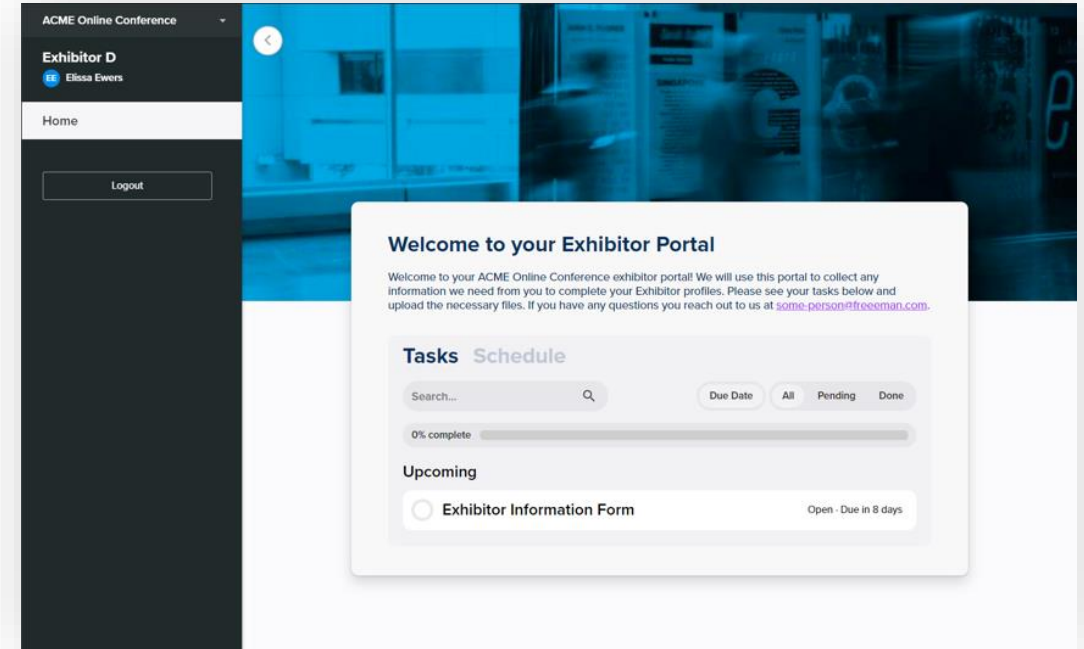 ACME Online Conference
Exhibitor D
EE Elissa Ewers
Home
Logout
Welcome to your Exhibitor Portal
Welcome to your ACME Online Conference exhibitor portal! We will use this portal to collect any
information we need from you to complete your Exhibitor profiles. Please see your tasks below and
upload the necessary files. If you have any questions you reach out to us at some-person@freeeman.com.
Tasks Schedule
Search... Due Date All Pending Done
0% complete
Upcoming
Exhibitor Information Form Open · Due in 8 days